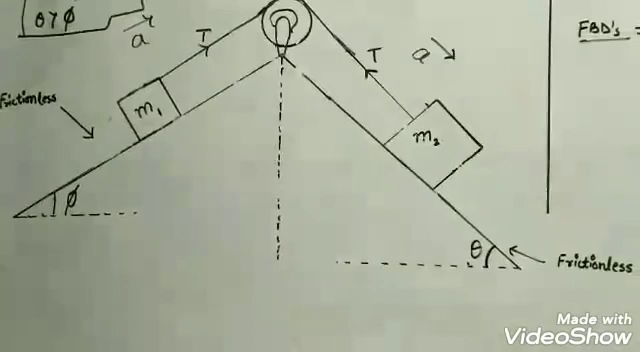 θ > φ
FBD's =
a
T
T
a
Frictionless
m₁
m₂
φ
θ
Frictionless
Made with
VideoShow